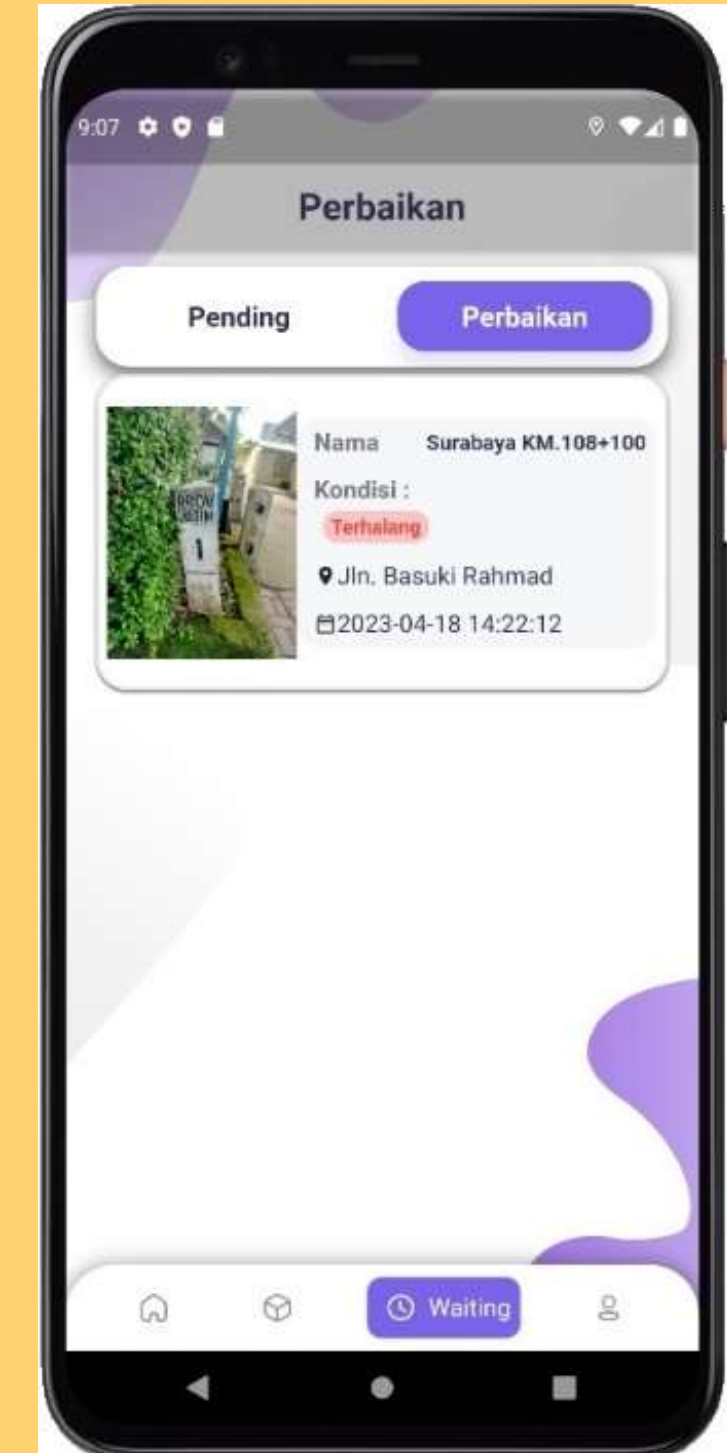 9:07
Perbaikan
Pending Perbaikan
Nama Surabaya KM.108+100
Kondisi :
Terhalang
Jln. Basuki Rahmad
2023-04-18 14:22:12
1
Waiting